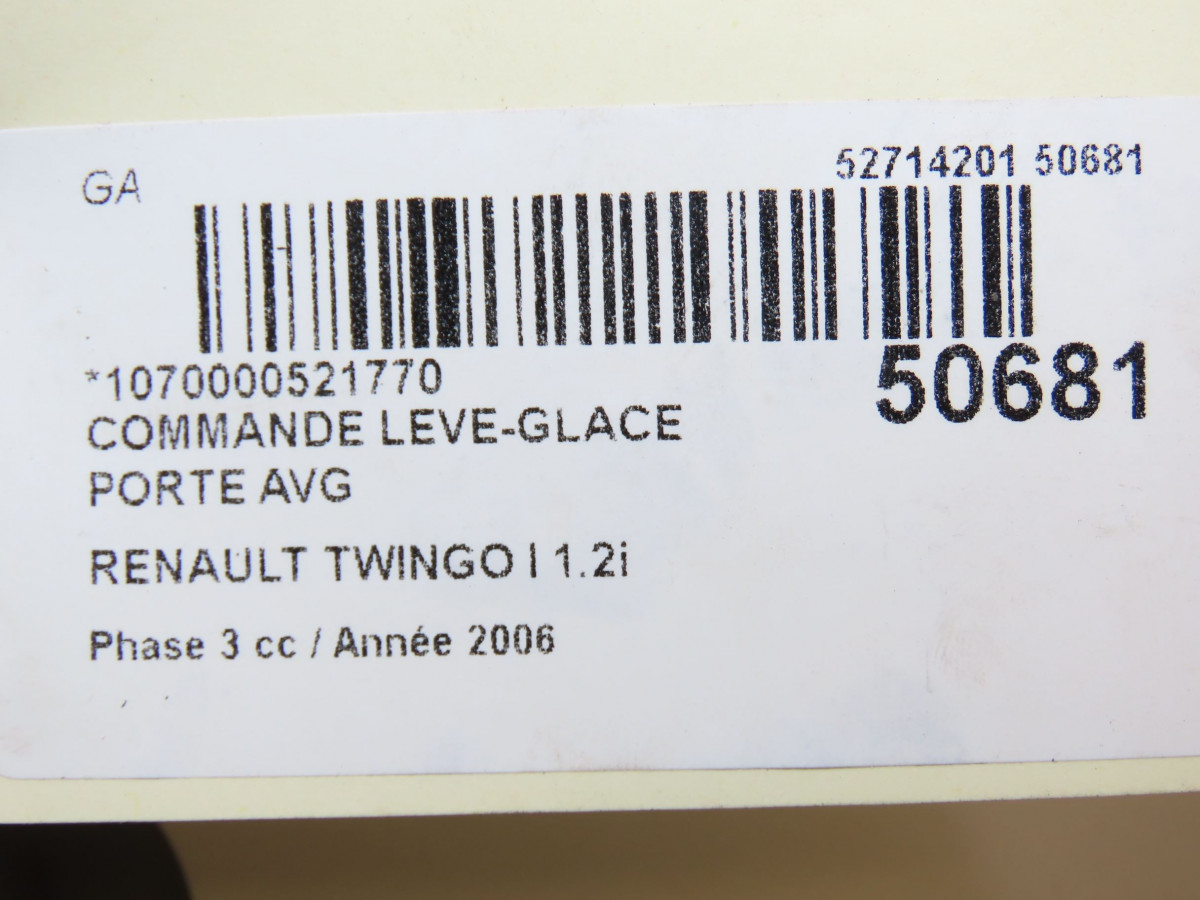 GA
52714201 50681
*1070000521770
50681
COMMANDE LEVE-GLACE
PORTE AVG
RENAULT TWINGO I 1.2i
Phase 3 cc / Année 2006